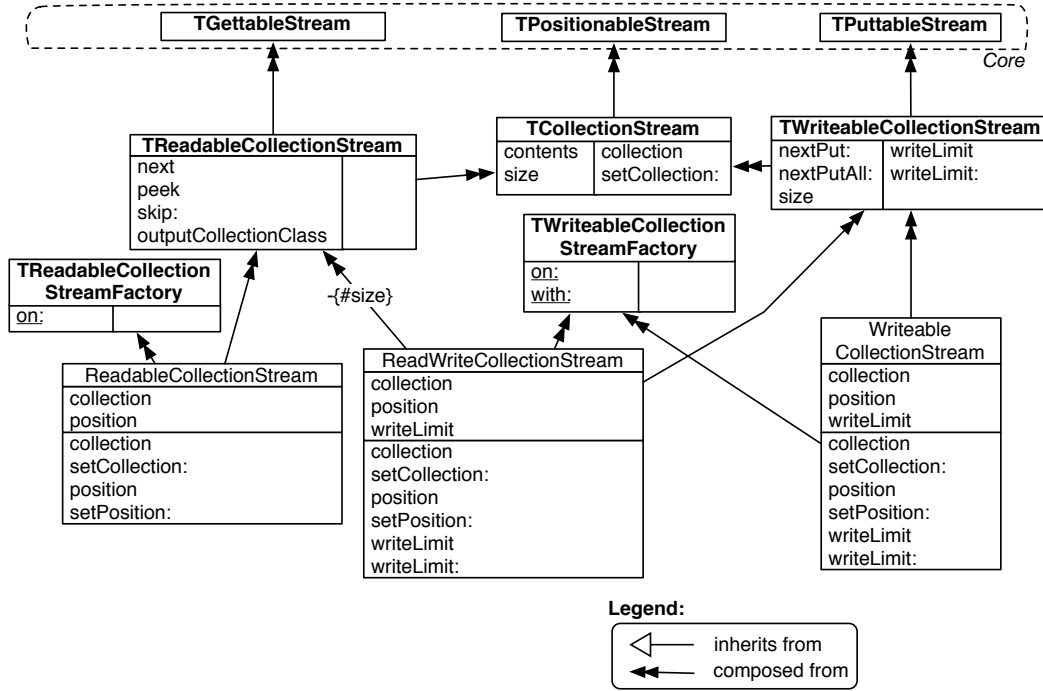 TGettableStream
TPositionableStream
TPuttableStream
Core
TReadableCollectionStream
next
peek
skip:
outputCollectionClass
TCollectionStream
contents
size
collection
setCollection:
TWriteableCollectionStream
nextPut:
nextPutAll:
size
writeLimit
writeLimit:
TReadableCollection
StreamFactory
on:
-{#size}
TWriteableCollection
StreamFactory
on:
with:
ReadableCollectionStream
collection
position
collection
setCollection:
position
setPosition:
ReadWriteCollectionStream
collection
position
writeLimit
collection
setCollection:
position
setPosition:
writeLimit
writeLimit:
Writeable
CollectionStream
collection
position
writeLimit
collection
setCollection:
position
setPosition:
writeLimit
writeLimit:
Legend:
inherits from
composed from